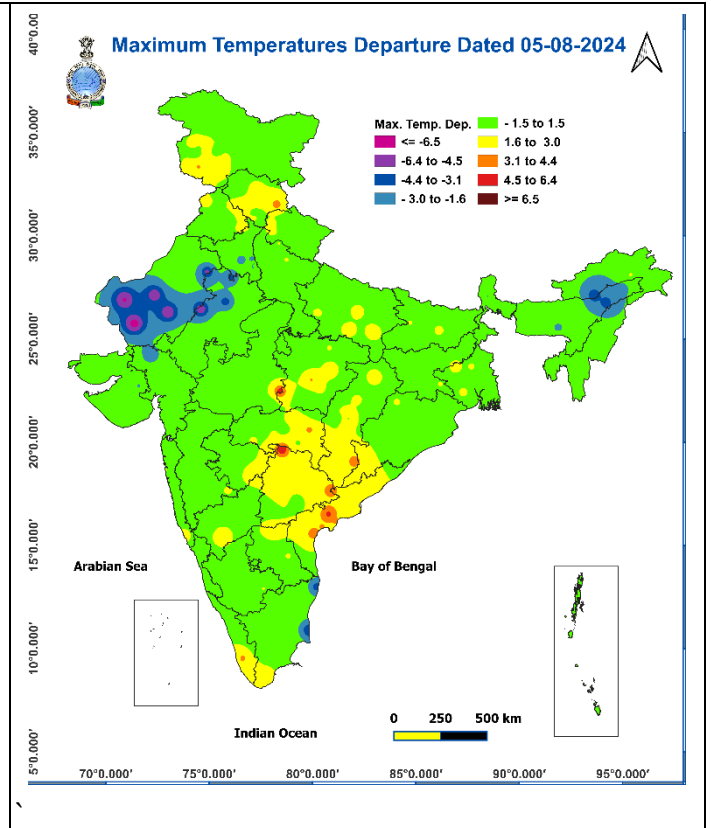 Maximum Temperatures Departure Dated 05-08-2024
Max. Temp. Dep.
<= -6.5
-6.4 to -4.5
-4.4 to -3.1
- 3.0 to -1.6
- 1.5 to 1.5
1.6 to 3.0
3.1 to 4.4
4.5 to 6.4
>= 6.5
40°0.00
35°0.000'
30°0.000'
25°0.000'
20°0.000'
15°0.000'
10°0.000'
5°0.000'
Arabian Sea
Bay of Bengal
Indian Ocean
0 250 500 km
70°0.000' 75°0.000' 80°0.000' 85°0.000' 90°0.000' 95°0.000'
`